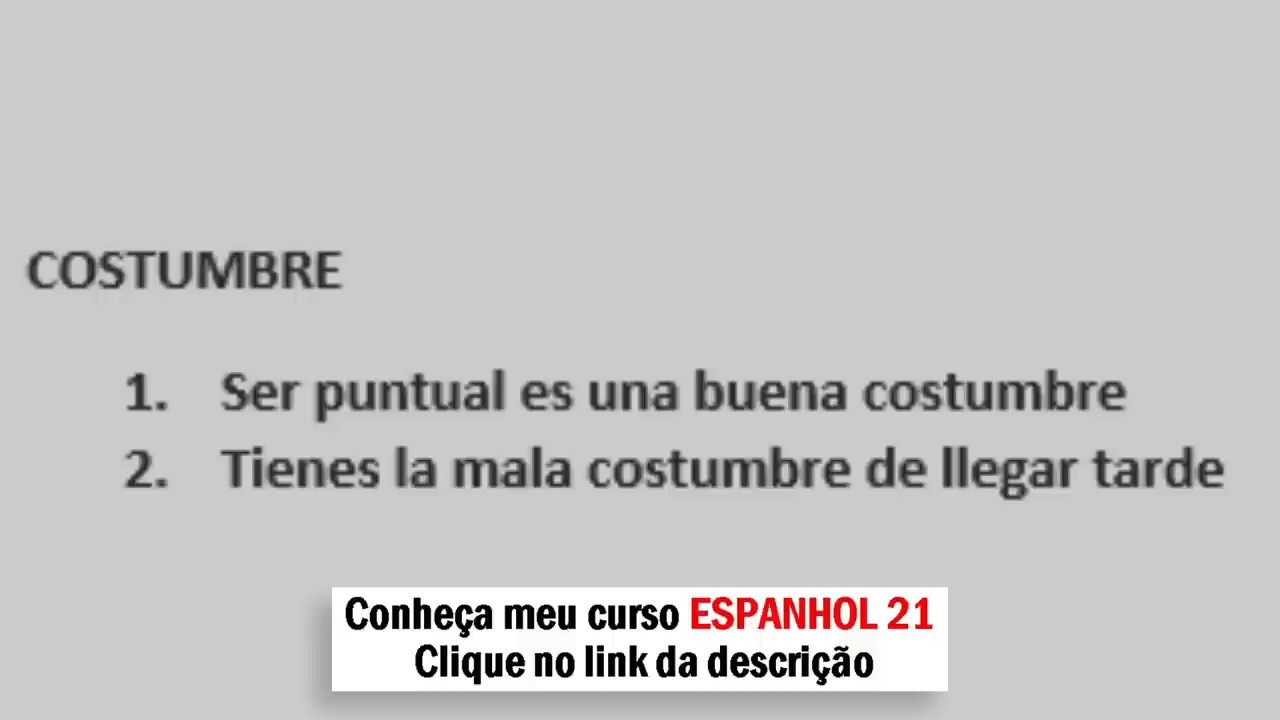 COSTUMBRE
1. Ser puntual es una buena costumbre
2. Tienes la mala costumbre de llegar tarde
Conheça meu curso ESPANHOL 21
Clique no link da descrição